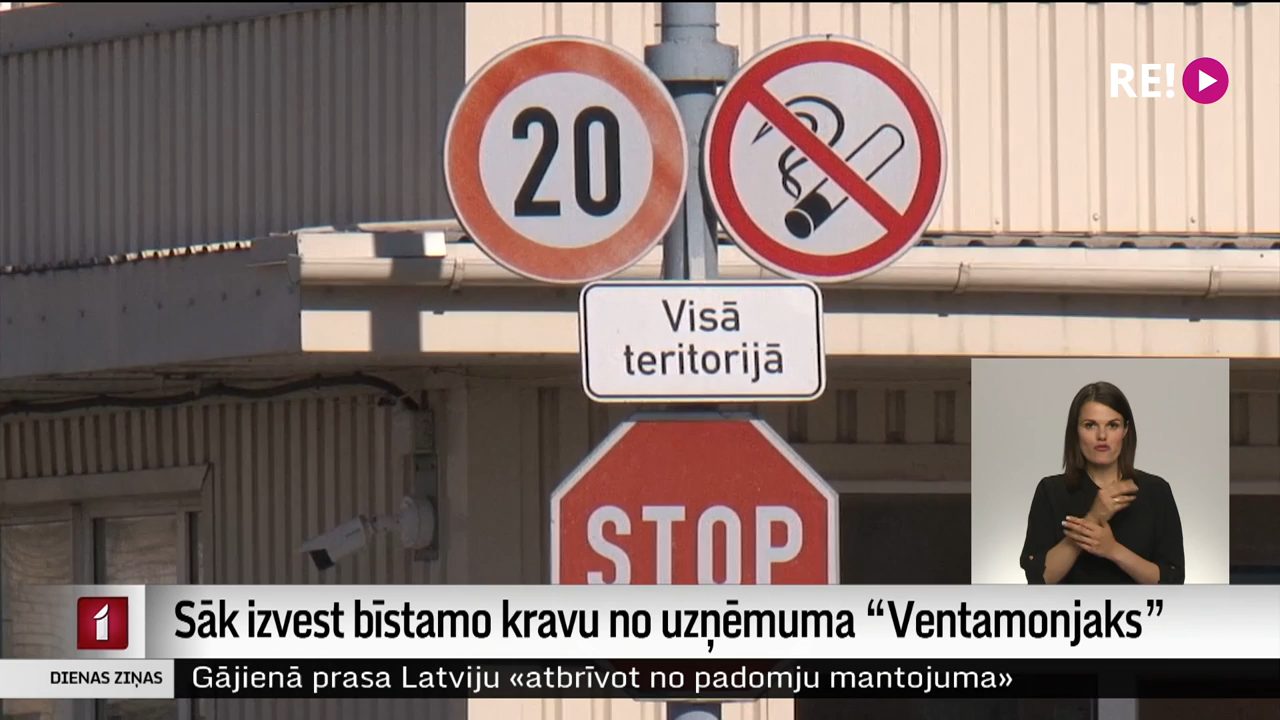 RE!
20
Visā
teritorijā
STOP
1
Sāk izvest bīstamo kravu no uzņēmuma “Ventamonjaks”
DIENAS ZIŅAS
Gājienā prasa Latviju «atbrīvot no padomju mantojuma»